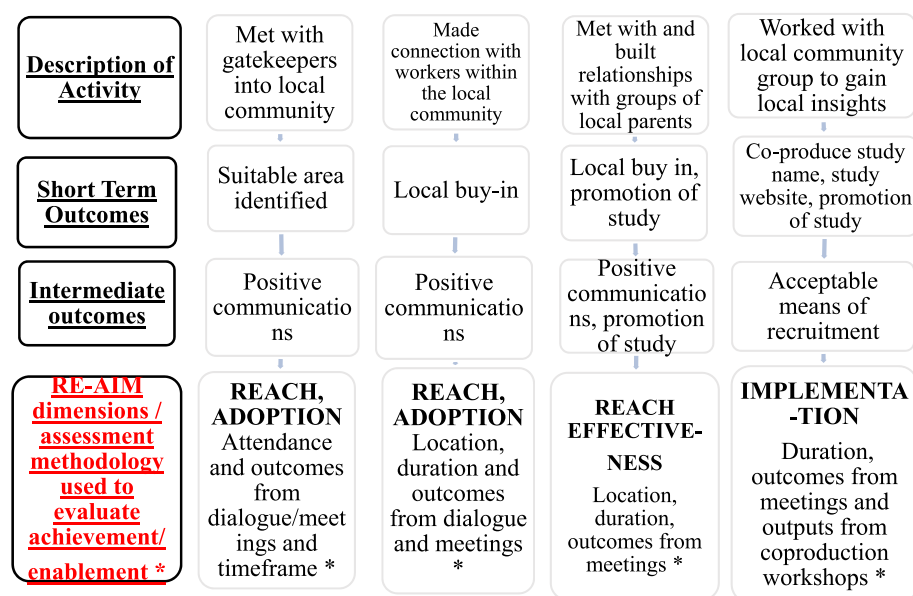 Description of
Activity
Met with
gatekeepers
into local
community
Made
connection with
workers within
the local
community
Met with and
built
relationships
with groups of
local parents
Worked with
local community
group to gain
local insights
Short Term
Outcomes
Suitable area
identified
Local buy-in
Local buy in,
promotion of
study
Co-produce study
name, study
website, promotion
of study
Intermediate
outcomes
Positive
communicatio
ns
Positive
communicatio
ns
Positive
communicatio
ns, promotion
of study
Acceptable
means of
recruitment
RE-AIM
dimensions /
assessment
methodology
used to
evaluate
achievement/
enablement *
REACH,
ADOPTION
Attendance
and outcomes
from
dialogue/meet
ings and
timeframe *
REACH,
ADOPTION
Location,
duration and
outcomes
from dialogue
and meetings
*
REACH
EFFECTIVE-
NESS
Location,
duration,
outcomes from
meetings *
IMPLEMENTA
-TION
Duration,
outcomes from
meetings and
outputs from
coproduction
workshops *